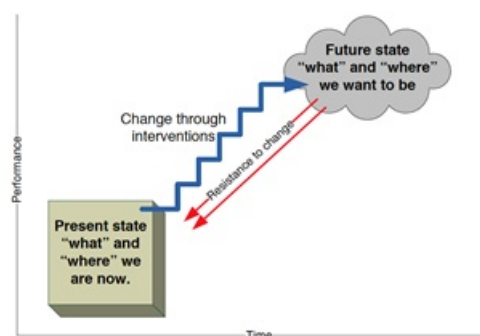 Future state
“what” and “where”
we want to be
Change through
interventions
Resistance to change
Performance
Present state
“what” and
“where” we
are now.
Time